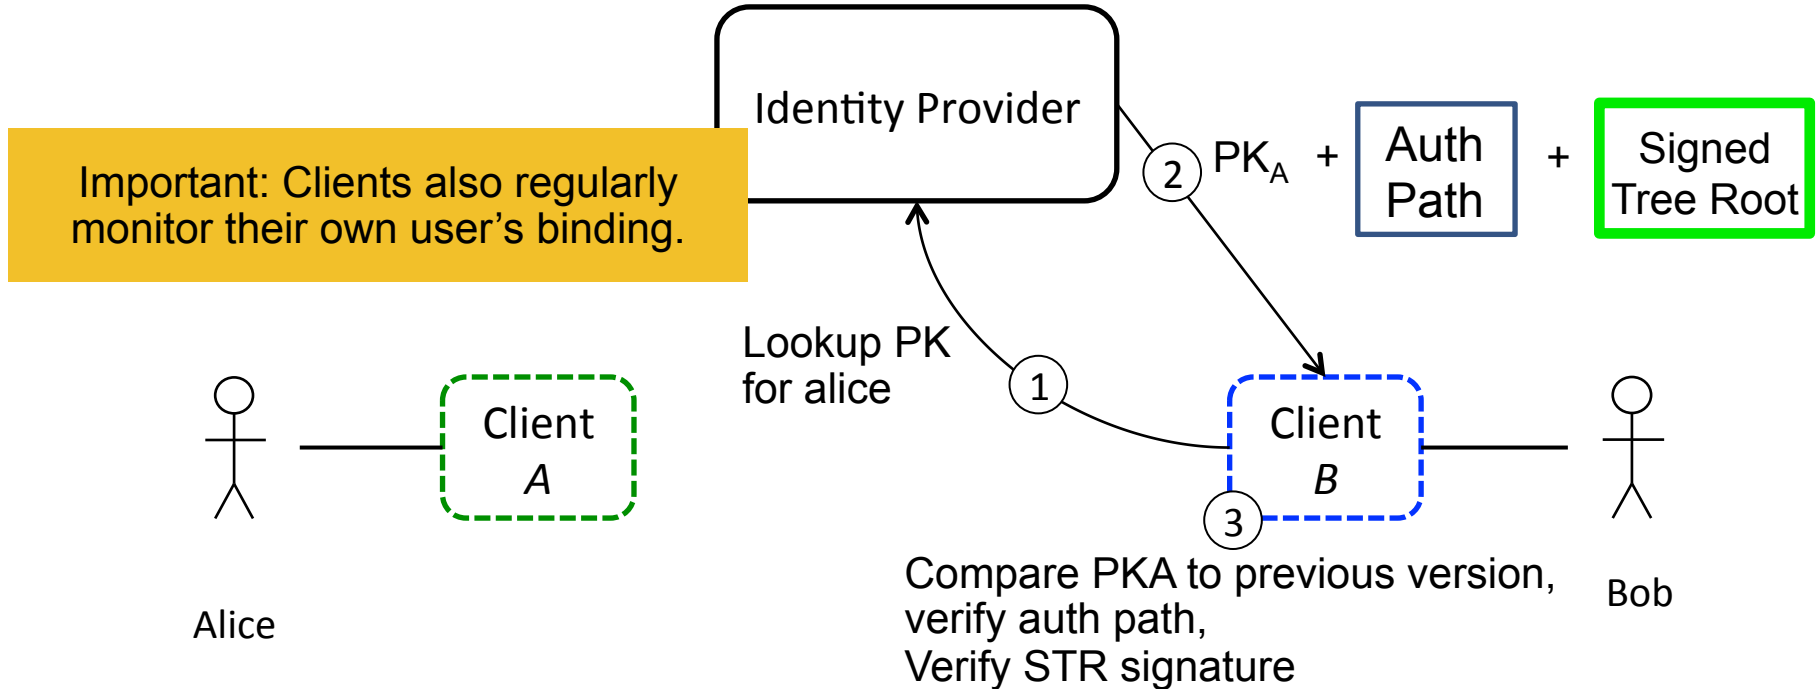 Identity Provider
Important: Clients also regularly
monitor their own user’s binding.
2
PKA
+
Auth
Path
+
Signed
Tree Root
Lookup PK
for alice
1
Client
A
Client
B
3
Compare PKA to previous version,
verify auth path,
Verify STR signature
Alice
Bob